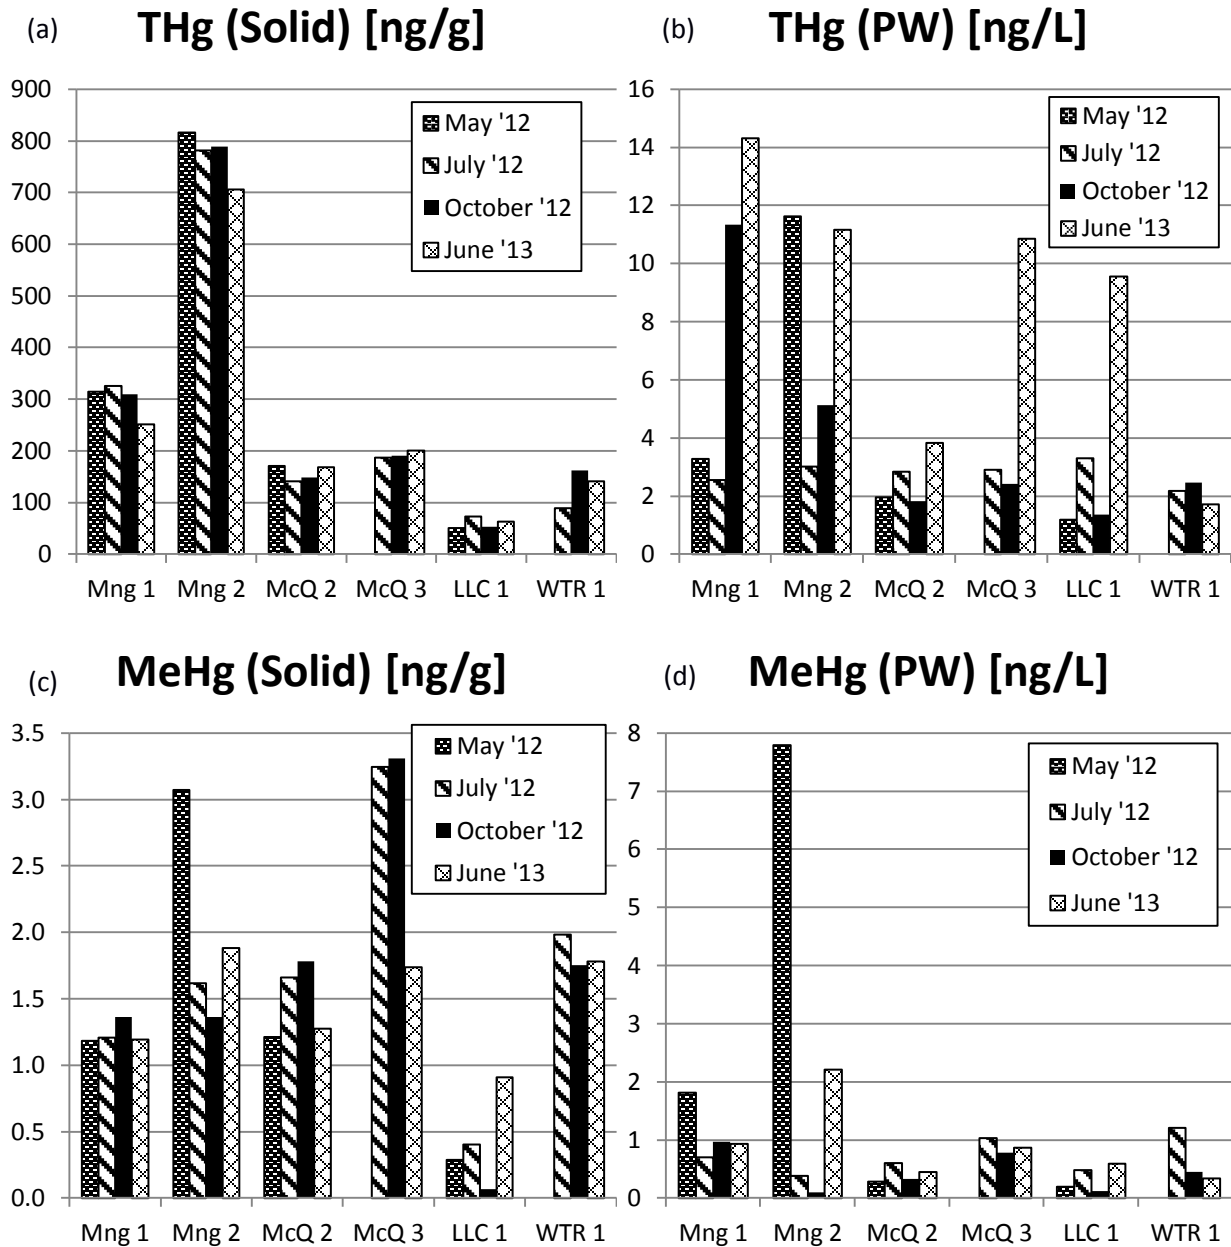 (a) THg (Solid) [ng/g]
900
800
700
600
500
400
300
200
100
0
May '12
July '12
October '12
June '13
Mng 1 Mng 2 McQ 2 McQ 3 LLC 1 WTR 1
(b) THg (PW) [ng/L]
16
14
12
10
8
6
4
2
0
May '12
July '12
October '12
June '13
Mng 1 Mng 2 McQ 2 McQ 3 LLC 1 WTR 1
(c) MeHg (Solid) [ng/g]
3.5
3.0
2.5
2.0
1.5
1.0
0.5
0.0
May '12
July '12
October '12
June '13
Mng 1 Mng 2 McQ 2 McQ 3 LLC 1 WTR 1
(d) MeHg (PW) [ng/L]
8
7
6
5
4
3
2
1
0
May '12
July '12
October '12
June '13
Mng 1 Mng 2 McQ 2 McQ 3 LLC 1 WTR 1